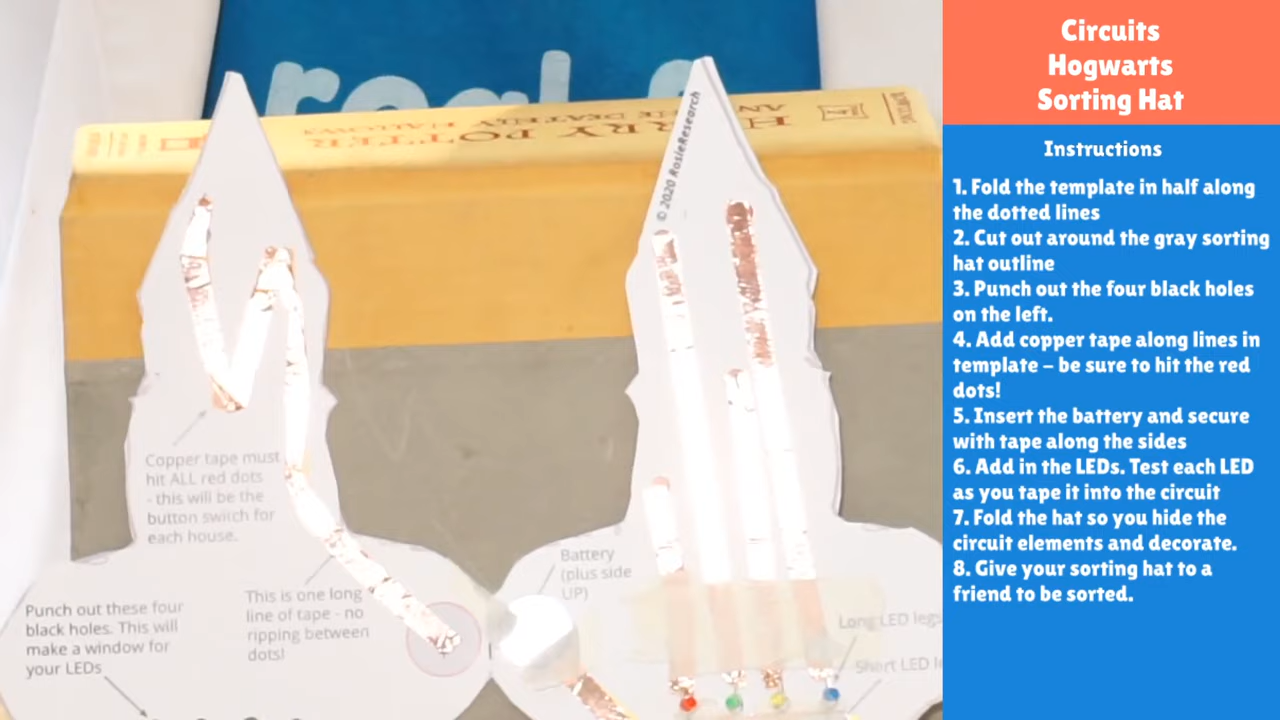 Circuits
Hogwarts
Sorting Hat
Instructions
1. Fold the template in half along
the dotted lines
2. Cut out around the gray sorting
hat outline
3. Punch out the four black holes
on the left.
4. Add copper tape along lines in
template – be sure to hit the red
dots!
5. Insert the battery and secure
with tape along the sides
6. Add in the LEDs. Test each LED
as you tape it into the circuit
7. Fold the hat so you hide the
circuit elements and decorate.
8. Give your sorting hat to a
friend to be sorted.
© 2020 RosieResearch
Copper tape must
hit ALL red dots
- this will be the
button switch for
each house.
This is one long
line of tape - no
ripping between
dots!
Punch out these four
black holes. This will
make a window for
your LEDs
Battery
(plus side
UP)
Long LED legs
Short LED
RY POTTER
DEATHLY HALLOWS